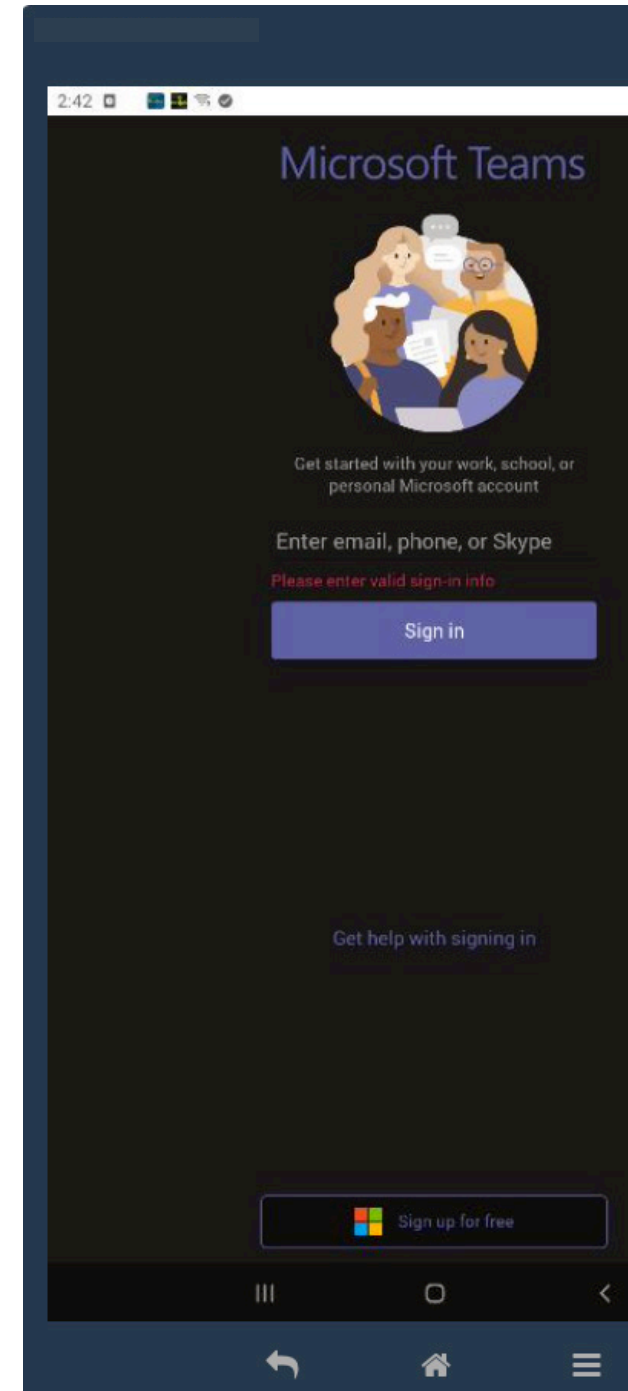 2:42
Microsoft Teams
Get started with your work, school, or
personal Microsoft account
Enter email, phone, or Skype
Please enter valid sign-in info
Sign in
Get help with signing in
Sign up for free